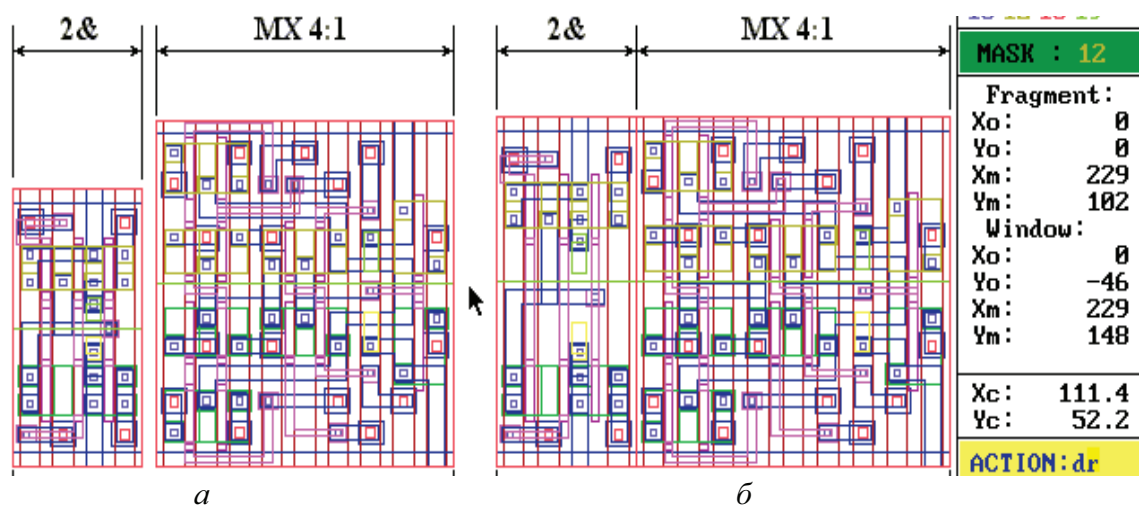 2& MX 4:1 2& MX 4:1
MASK : 12
Fragment:
Xo: 0
Yo: 0
Xm: 229
Ym: 102
Window:
Xo: 0
Yo: -46
Xm: 229
Ym: 148
Xc: 111.4
Yc: 52.2
ACTION:dr
а б